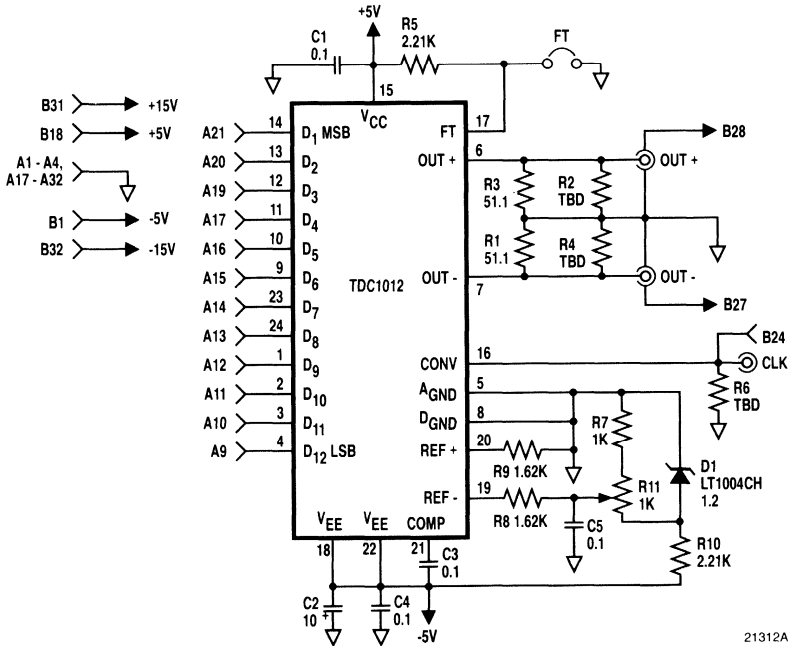 +5V
C1
0.1
R5
2.21K
FT
15
VCC
17
FT
B31 +15V
B18 +5V
A1 - A4,
A17 - A32
B1 -5V
B32 -15V
A21 14 D1 MSB
A20 13 D2
A19 12 D3
A17 11 D4
A16 10 D5
A15 9 D6
A14 23 D7
A13 24 D8
A12 1 D9
A11 2 D10
A10 3 D11
A9 4 D12 LSB
TDC1012
OUT + 6
OUT - 7
CONV 16
AGND 5
DGND 8
REF + 20
REF - 19
R3
51.1
R2
TBD
R1
51.1
R4
TBD
B28
OUT +
OUT -
B27
B24
CLK
R6
TBD
R9 1.62K
R8 1.62K
R7
1K
R11
1K
D1
LT1004CH
1.2
C5
0.1
R10
2.21K
VEE
18
VEE
22
COMP
21
C3
0.1
C2
10 +
C4
0.1
-5V
21312A